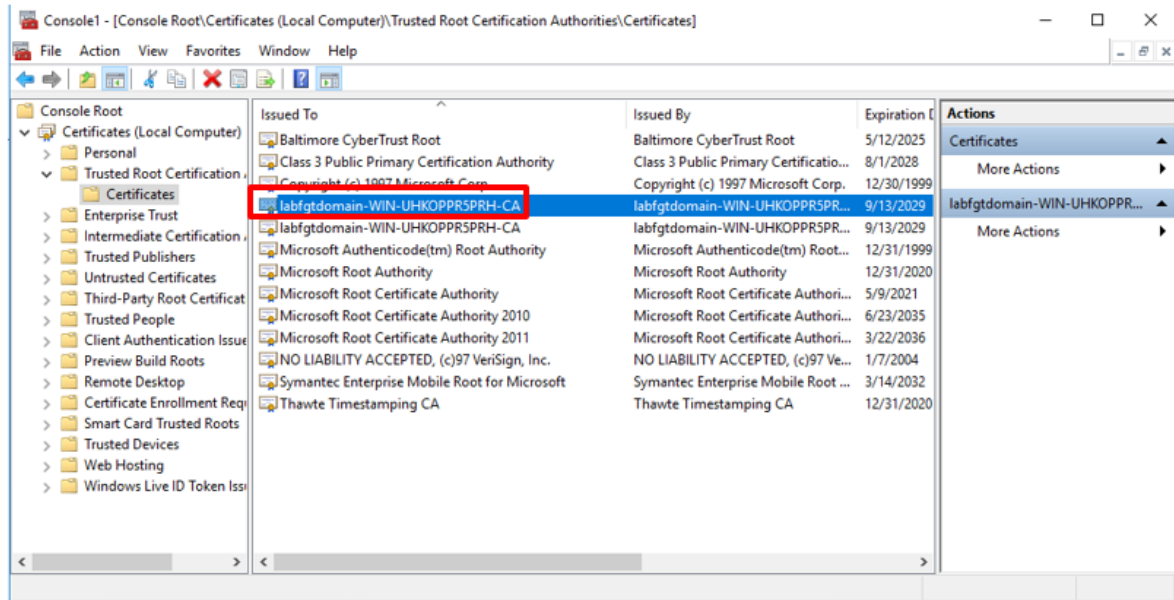 Console1 - [Console Root\Certificates (Local Computer)\Trusted Root Certification Authorities\Certificates]
File Action View Favorites Window Help
Console Root
Certificates (Local Computer)
Personal
Trusted Root Certification
Certificates
Enterprise Trust
Intermediate Certification
Trusted Publishers
Untrusted Certificates
Third-Party Root Certificat
Trusted People
Client Authentication Issue
Preview Build Roots
Remote Desktop
Certificate Enrollment Requ
Smart Card Trusted Roots
Trusted Devices
Web Hosting
Windows Live ID Token Issu
Issued To Issued By Expiration D
Baltimore CyberTrust Root Baltimore CyberTrust Root 5/12/2025
Class 3 Public Primary Certification Authority Class 3 Public Primary Certificatio... 8/1/2028
Copyright (c) 1997 Microsoft Corp. Copyright (c) 1997 Microsoft Corp. 12/30/1999
labfgtdomain-WIN-UHKOPPR5PRH-CA labfgtdomain-WIN-UHKOPPR5PR... 9/13/2029
labfgtdomain-WIN-UHKOPPR5PRH-CA labfgtdomain-WIN-UHKOPPR5PR... 9/13/2029
Microsoft Authenticode(tm) Root Authority Microsoft Authenticode(tm) Root... 12/31/1999
Microsoft Root Authority Microsoft Root Authority 12/31/2020
Microsoft Root Certificate Authority Microsoft Root Certificate Authori... 5/9/2021
Microsoft Root Certificate Authority 2010 Microsoft Root Certificate Authori... 6/23/2035
Microsoft Root Certificate Authority 2011 Microsoft Root Certificate Authori... 3/22/2036
NO LIABILITY ACCEPTED, (c)97 VeriSign, Inc. NO LIABILITY ACCEPTED, (c)97 Ve... 1/7/2004
Symantec Enterprise Mobile Root for Microsoft Symantec Enterprise Mobile Root ... 3/14/2032
Thawte Timestamping CA Thawte Timestamping CA 12/31/2020
Actions
Certificates
More Actions
labfgtdomain-WIN-UHKOPPR...
More Actions